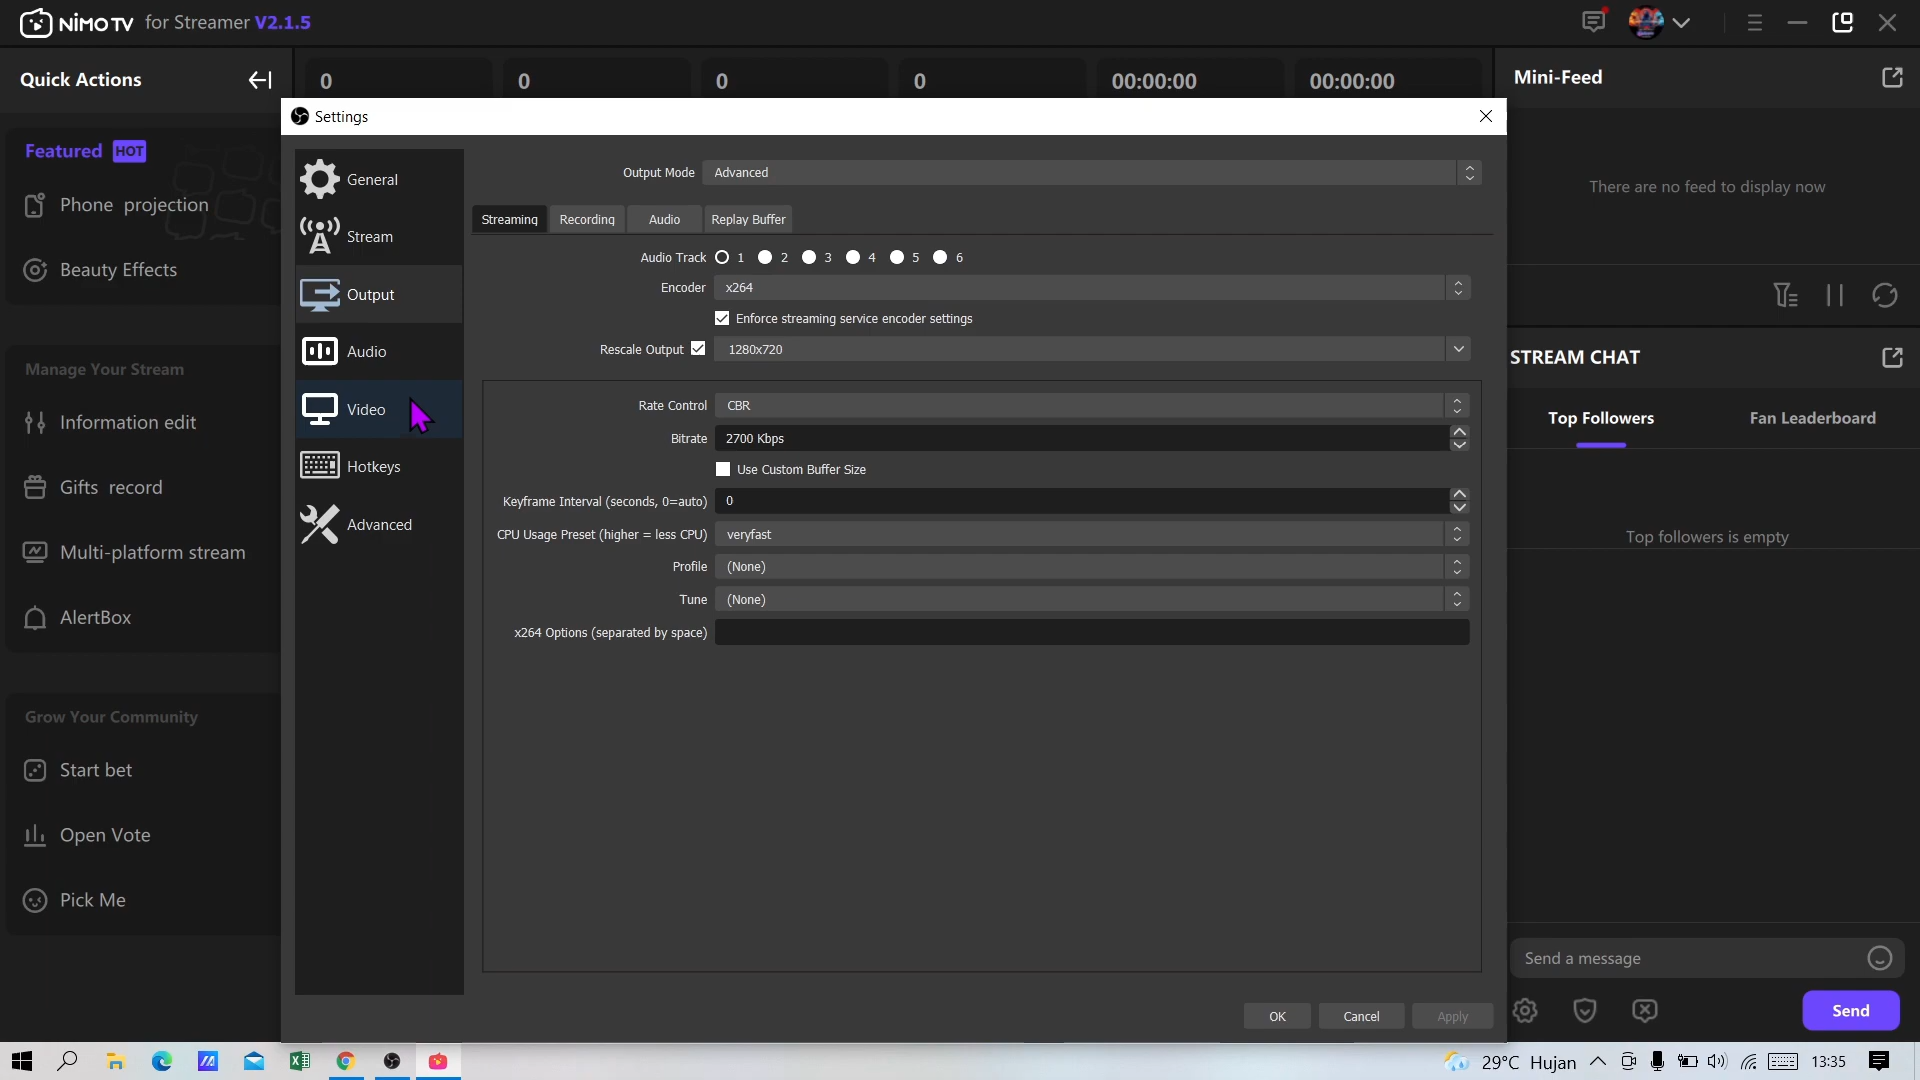 NIMO TV for Streamer V2.1.5
Quick Actions
0
0
0
0
00:00:00
00:00:00
Mini-Feed
Settings
Featured HOT
Phone projection
Beauty Effects
Manage Your Stream
Information edit
Gifts record
Multi-platform stream
AlertBox
Grow Your Community
Start bet
Open Vote
Pick Me
General
Stream
Output
Audio
Video
Hotkeys
Advanced
Output Mode Advanced
Streaming Recording Audio Replay Buffer
Audio Track 1 2 3 4 5 6
Encoder x264
Enforce streaming service encoder settings
Rescale Output 1280x720
Rate Control CBR
Bitrate 2700 Kbps
Use Custom Buffer Size
Keyframe Interval (seconds, 0=auto) 0
CPU Usage Preset (higher = less CPU) veryfast
Profile (None)
Tune (None)
x264 Options (separated by space)
OK Cancel Apply
There are no feed to display now
STREAM CHAT
Top Followers Fan Leaderboard
Top followers is empty
Send a message
Send
29°C Hujan 13:35